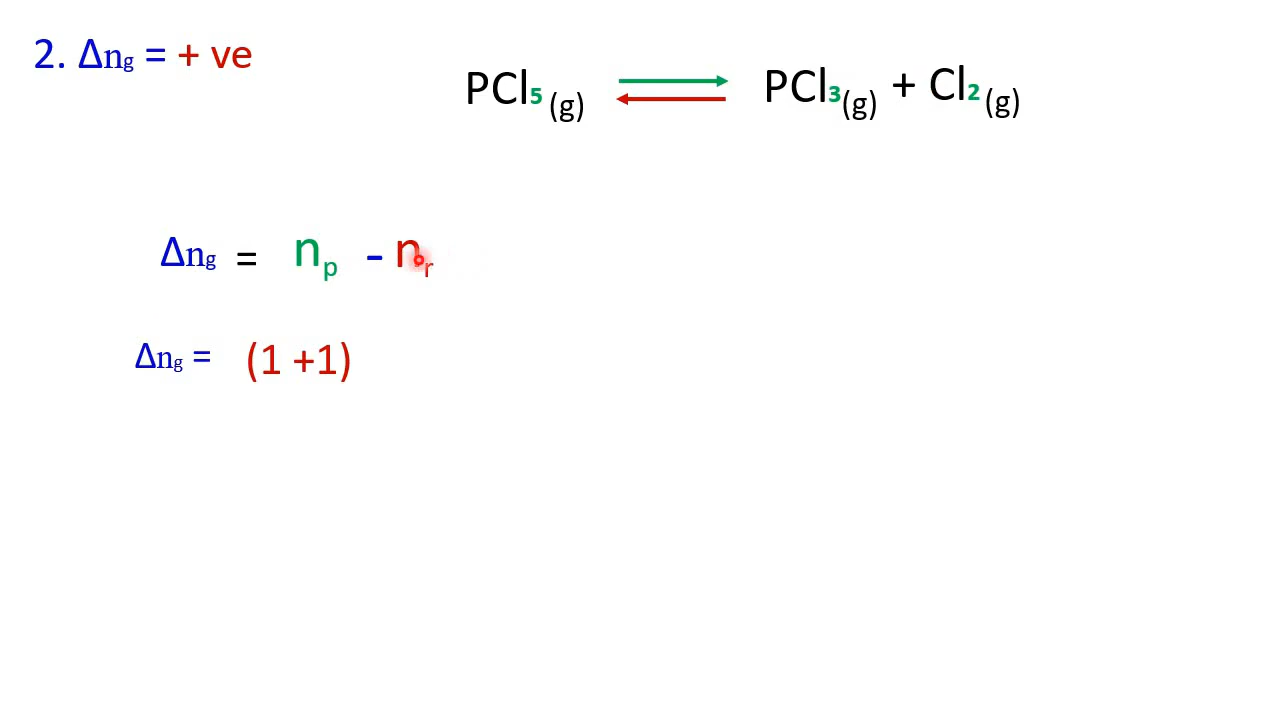 2. Δng = + ve
PCl5 (g) ⇌ PCl3(g) + Cl2 (g)
Δng = np - nr
Δng = (1 +1)